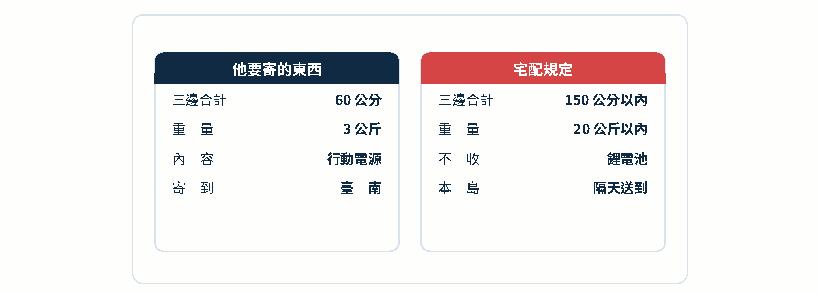 他要寄的東西
三邊合計 60 公分
重 量 3 公斤
內 容 行動電源
寄 到 臺 南
宅配規定
三邊合計 150 公分以內
重 量 20 公斤以內
不 收 鋰電池
本 島 隔天送到